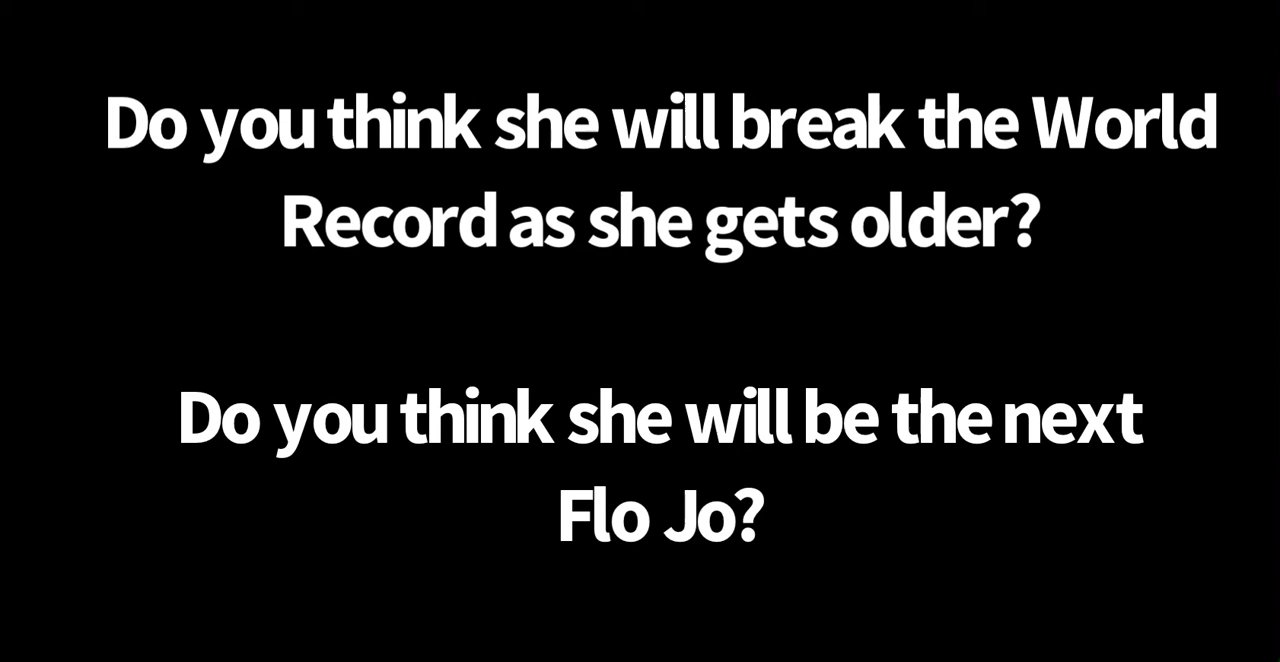 Do you think she will break the World
Record as she gets older?
Do you think she will be the next
Flo Jo?